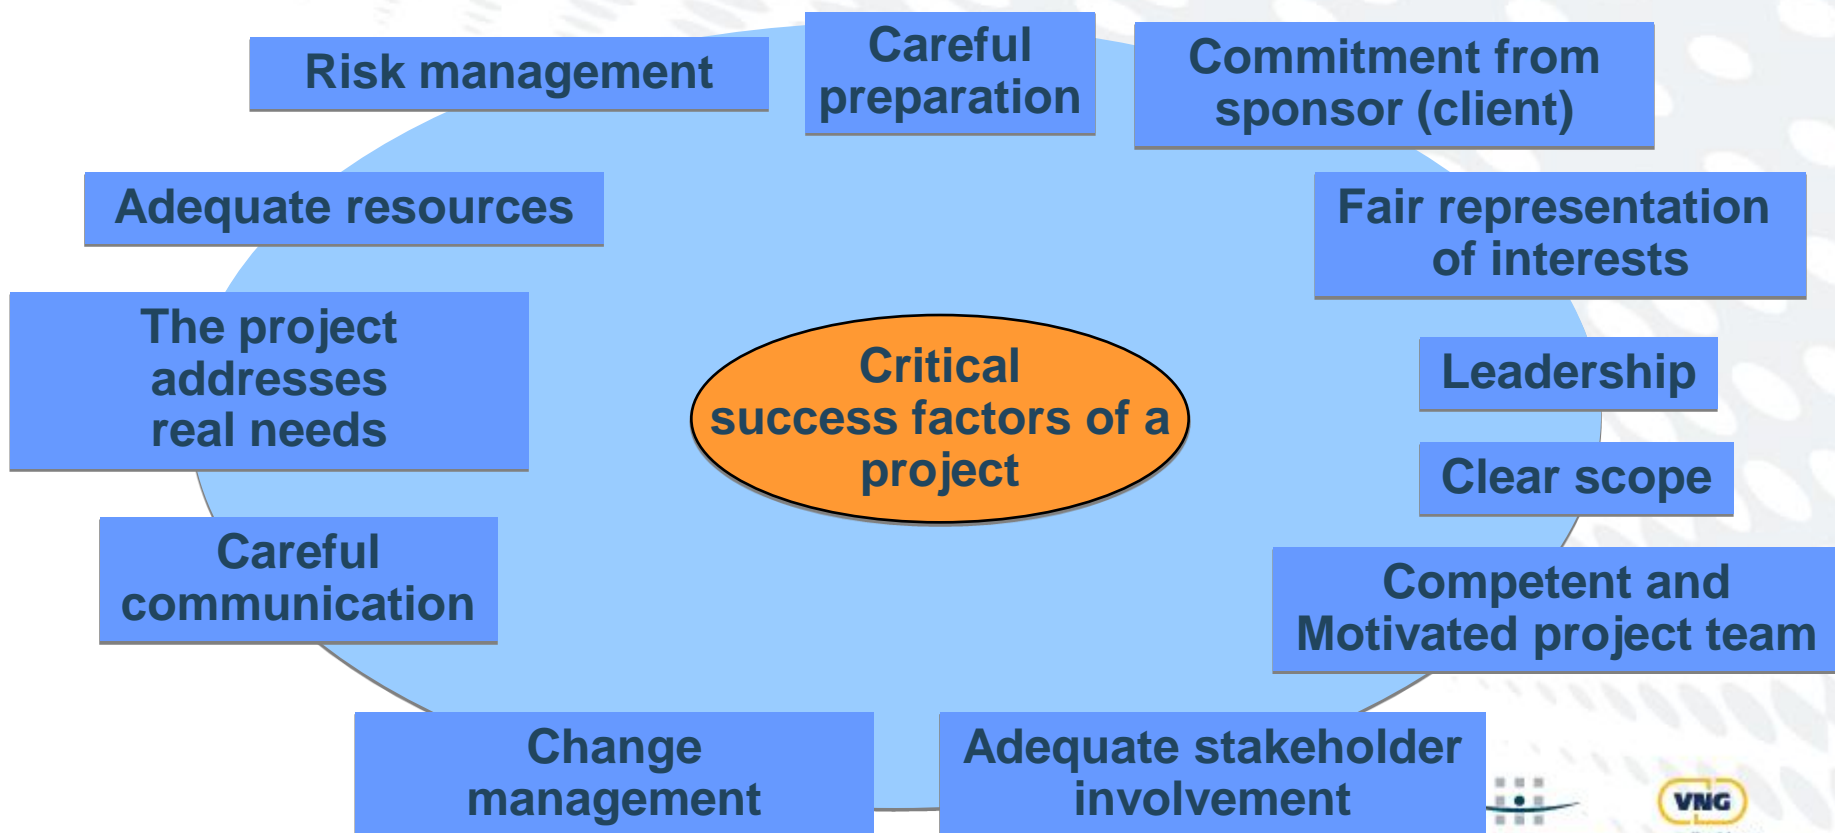 Risk management
Careful
preparation
Commitment from
sponsor (client)
Adequate resources
Fair representation
of interests
The project
addresses
real needs
Critical
success factors of a
project
Leadership
Clear scope
Careful
communication
Competent and
Motivated project team
Change
management
Adequate stakeholder
involvement
VNG